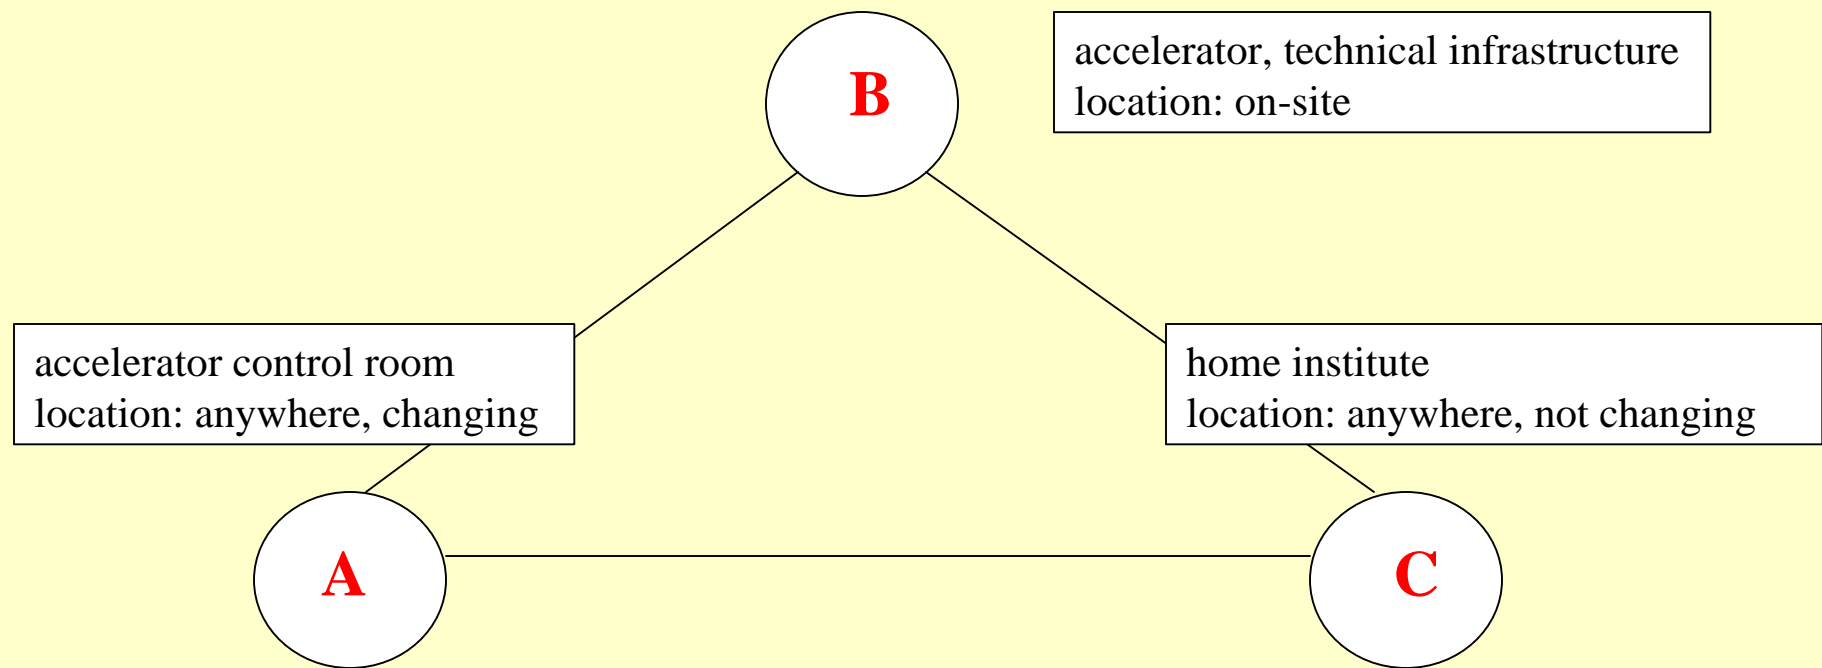 B
accelerator, technical infrastructure
location: on-site
accelerator control room
location: anywhere, changing
home institute
location: anywhere, not changing
A
C